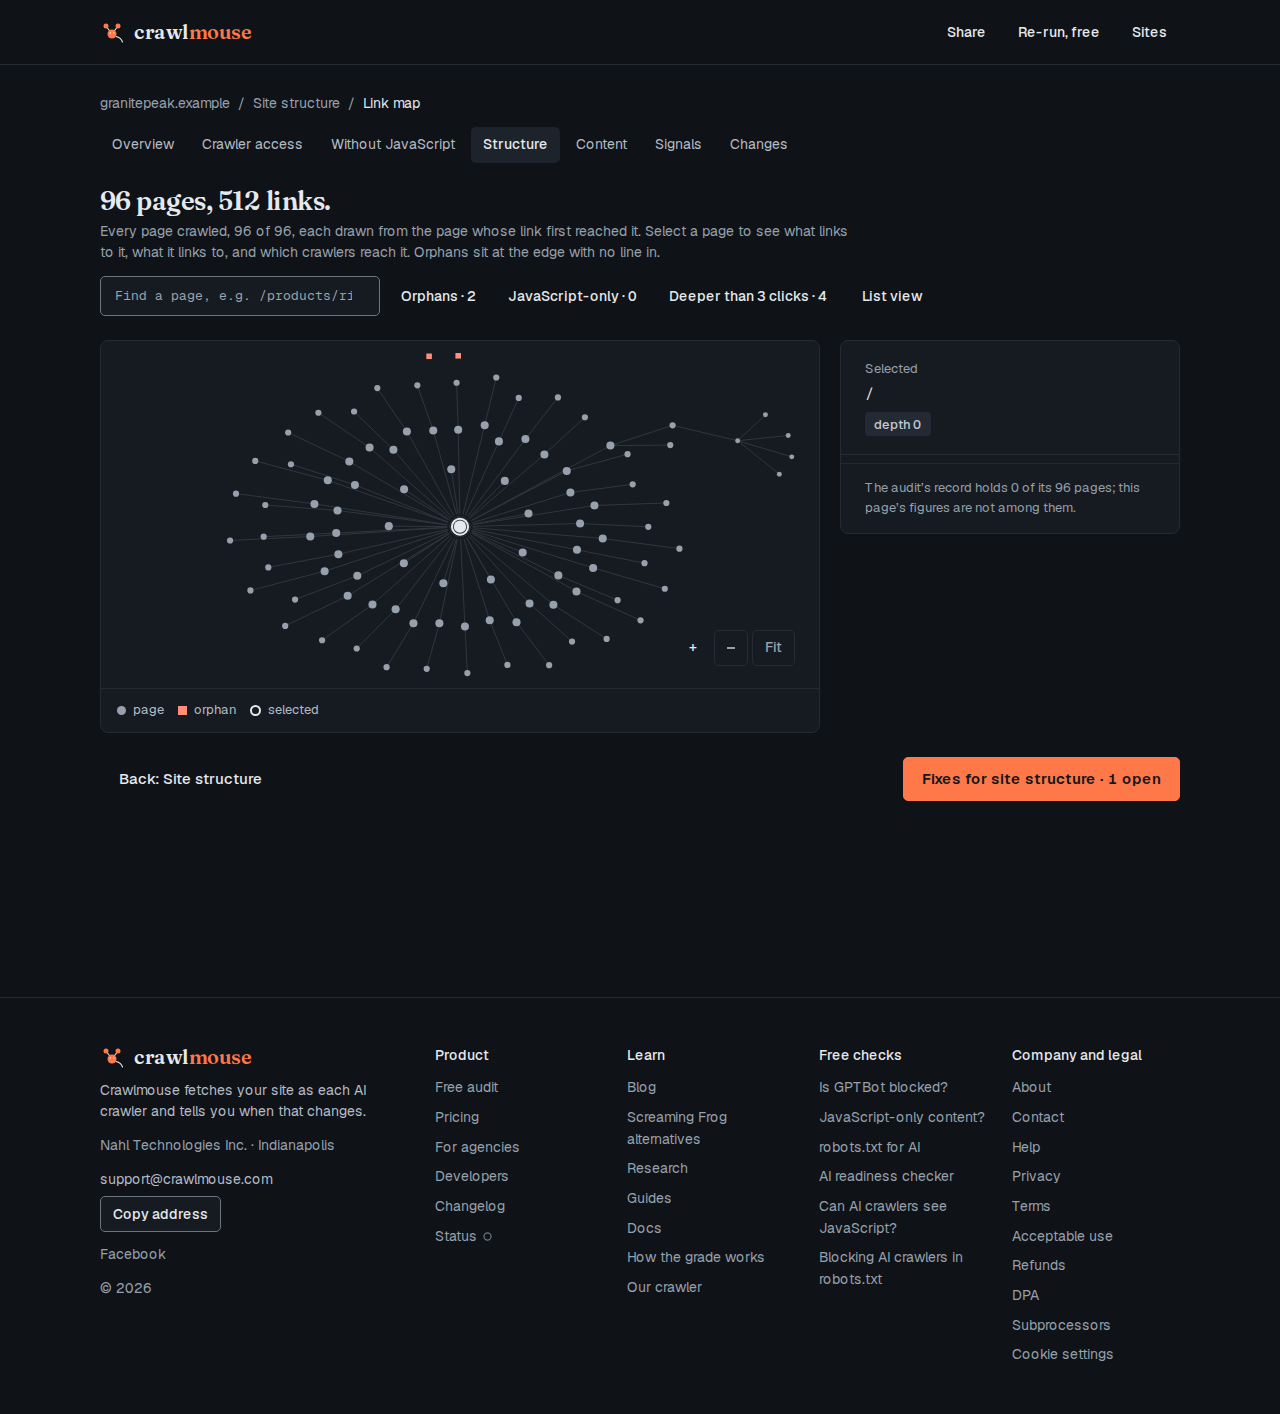 crawlmouse
Share
Re-run, free
Sites
granitepeak.example / Site structure / Link map
Overview
Crawler access
Without JavaScript
Structure
Content
Signals
Changes
96 pages, 512 links.
Every page crawled, 96 of 96, each drawn from the page whose link first reached it. Select a page to see what links
to it, what it links to, and which crawlers reach it. Orphans sit at the edge with no line in.
Find a page, e.g. /products/ri
Orphans · 2
JavaScript-only · 0
Deeper than 3 clicks · 4
List view
+
−
Fit
page
orphan
selected
Selected
/
depth 0
The audit's record holds 0 of its 96 pages; this
page's figures are not among them.
Back: Site structure
Fixes for site structure · 1 open
crawlmouse
Crawlmouse fetches your site as each AI
crawler and tells you when that changes.
Nahl Technologies Inc. · Indianapolis
support@crawlmouse.com
Copy address
Facebook
© 2026
Product
Free audit
Pricing
For agencies
Developers
Changelog
Status
Learn
Blog
Screaming Frog
alternatives
Research
Guides
Docs
How the grade works
Our crawler
Free checks
Is GPTBot blocked?
JavaScript-only content?
robots.txt for AI
AI readiness checker
Can AI crawlers see
JavaScript?
Blocking AI crawlers in
robots.txt
Company and legal
About
Contact
Help
Privacy
Terms
Acceptable use
Refunds
DPA
Subprocessors
Cookie settings